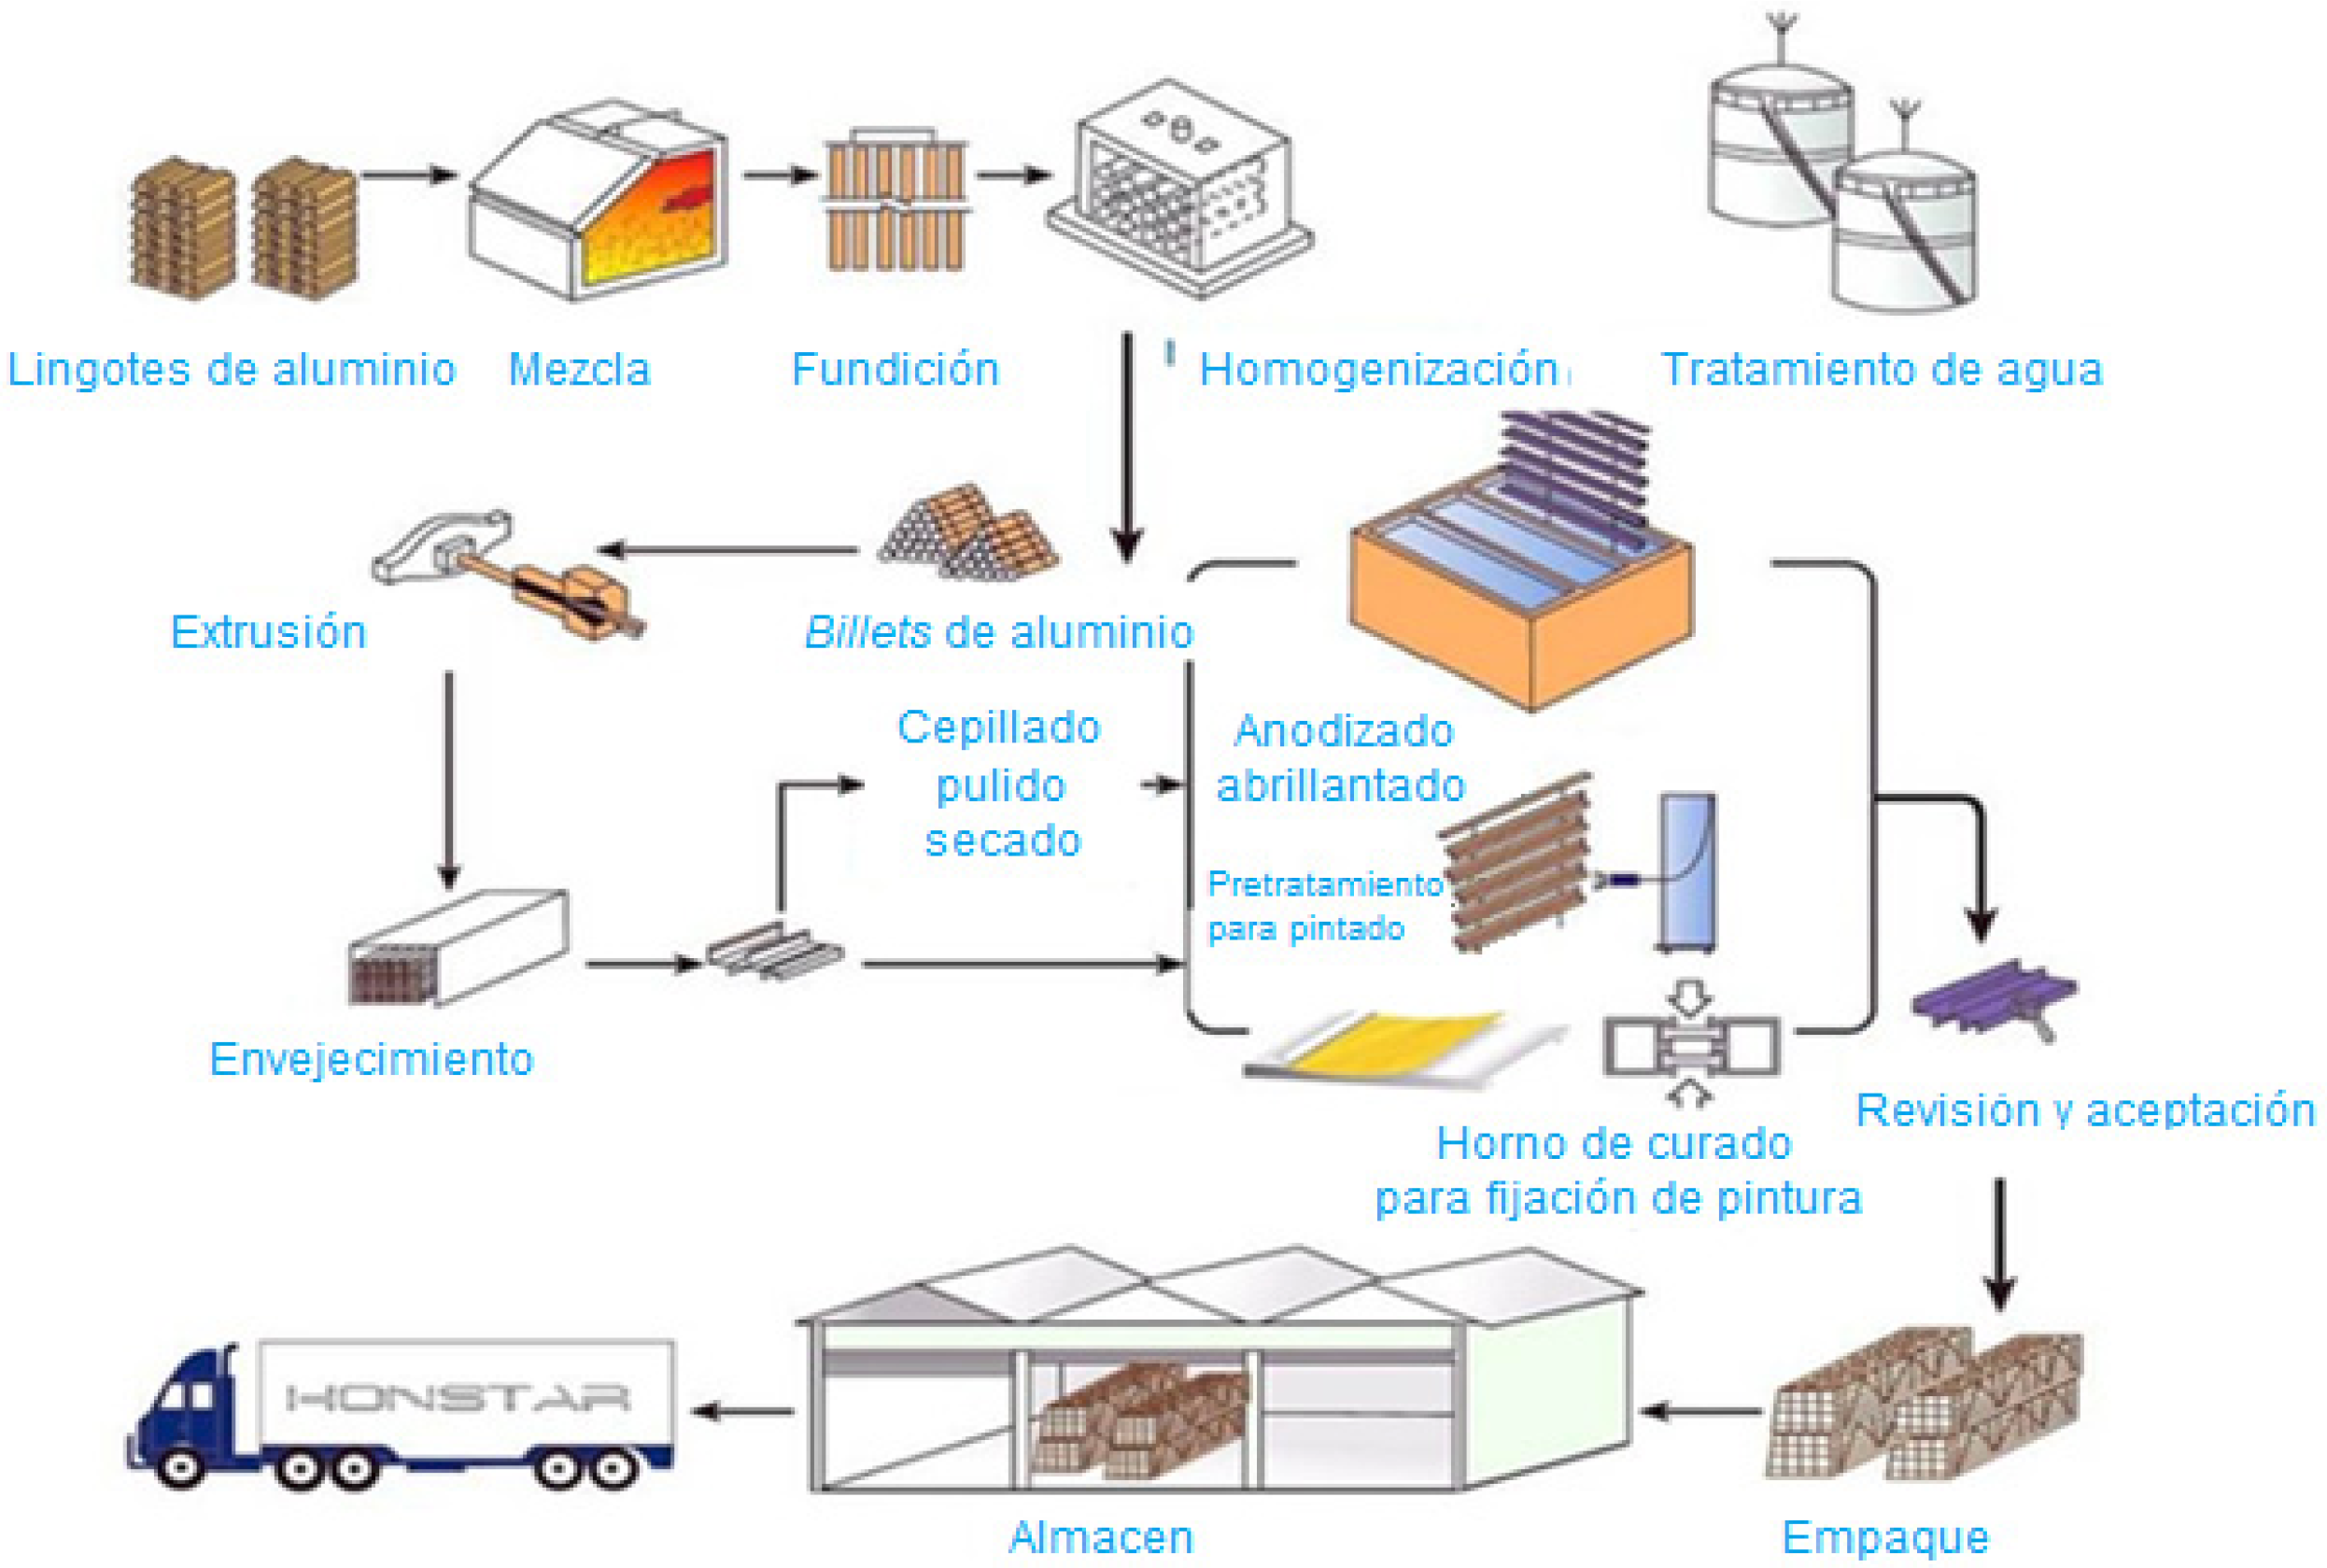 Lingotes de aluminio
Mezcla
Fundición
Homogenización
Tratamiento de agua
Extrusión
Billets de aluminio
Cepillado
pulido
secado
Anodizado
abrillantado
Pretratamiento
para pintado
Envejecimiento
Horno de curado
para fijación de pintura
Revisión y aceptación
HONSTAR
Almacen
Empaque